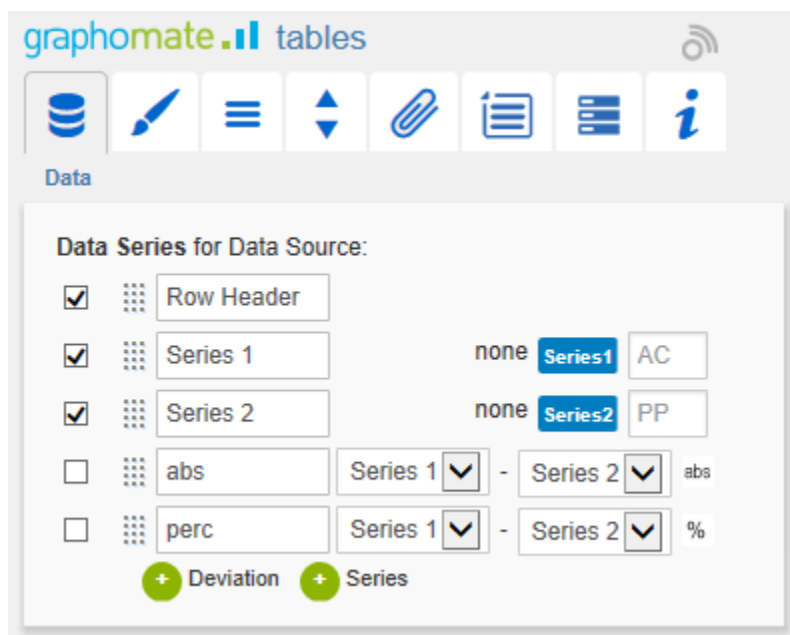 graphomate tables
Data
Data Series for Data Source:
Row Header
Series 1 none Series1 AC
Series 2 none Series2 PP
abs Series 1 - Series 2 abs
perc Series 1 - Series 2 %
+ Deviation + Series